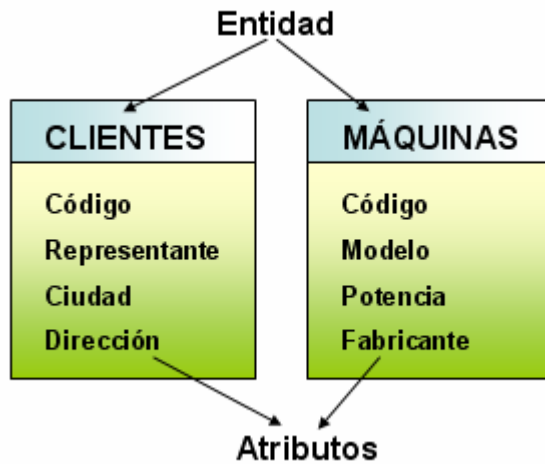 Entidad
CLIENTES
Código
Representante
Ciudad
Dirección
MÁQUINAS
Código
Modelo
Potencia
Fabricante
Atributos